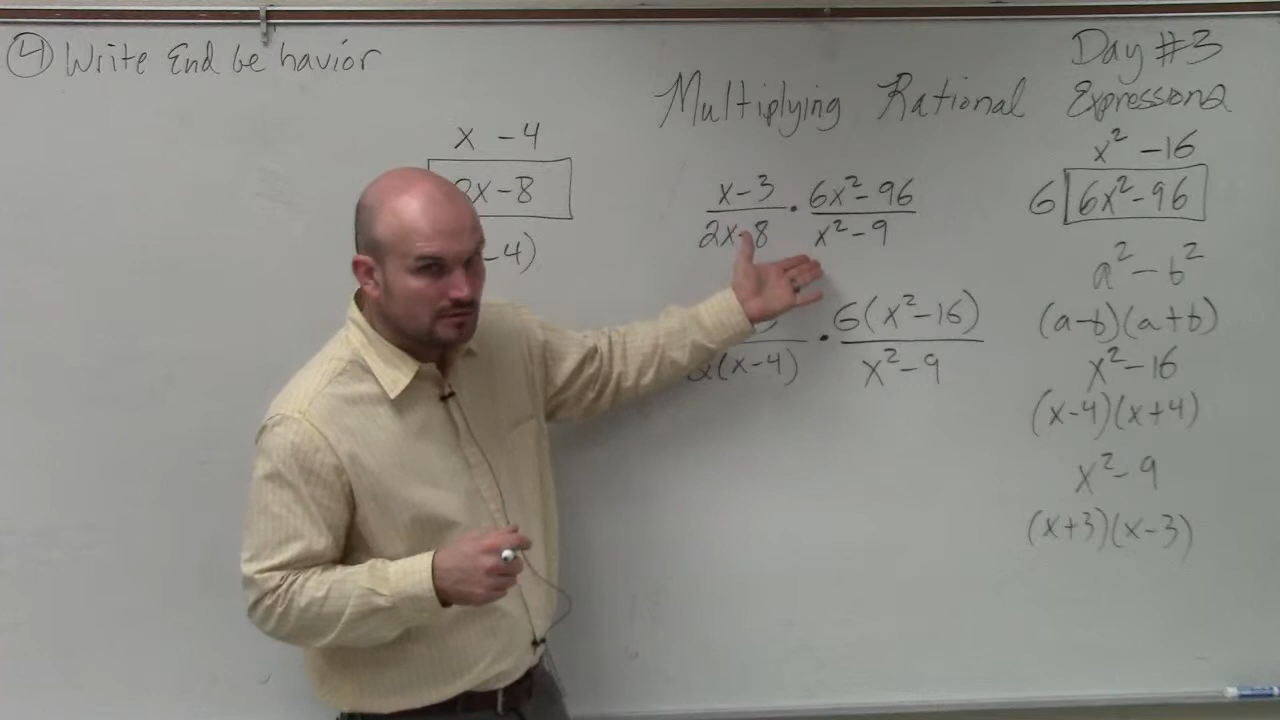 ④ Write End behavior
Day #3
Multiplying Rational Expressions
x - 4
2x - 8
-4)
x-3 / 2x-8 · 6x²-96 / x²-9
2(x-4) · 6(x²-16) / x²-9
x² - 16
6 6x²-96
a² - b²
(a-b)(a+b)
x²-16
(x-4)(x+4)
x²-9
(x+3)(x-3)